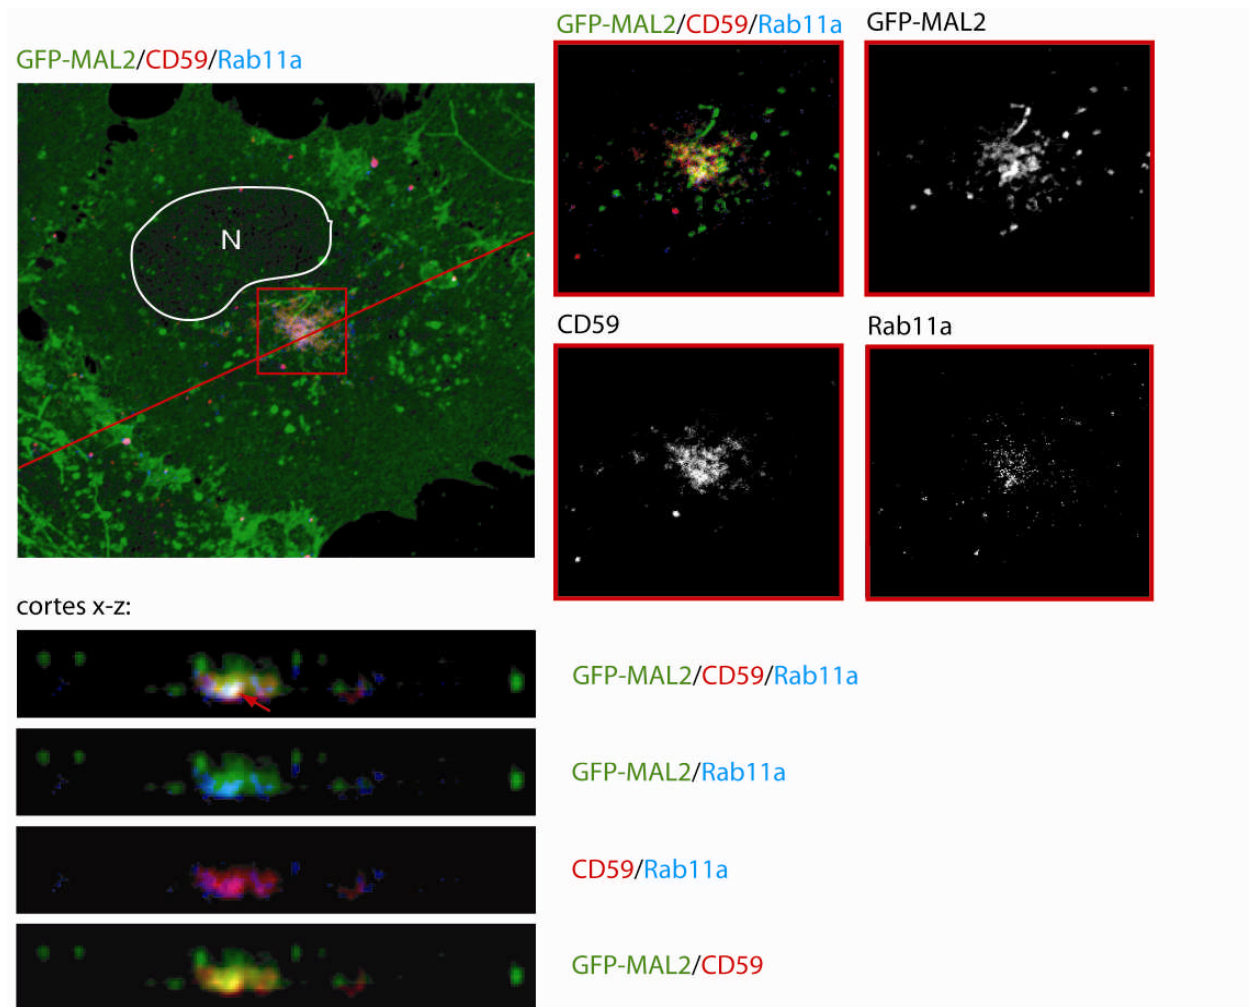 GFP-MAL2/CD59/Rab11a
GFP-MAL2/CD59/Rab11a
GFP-MAL2
N
CD59
Rab11a
cortes x-z:
GFP-MAL2/CD59/Rab11a
GFP-MAL2/Rab11a
CD59/Rab11a
GFP-MAL2/CD59